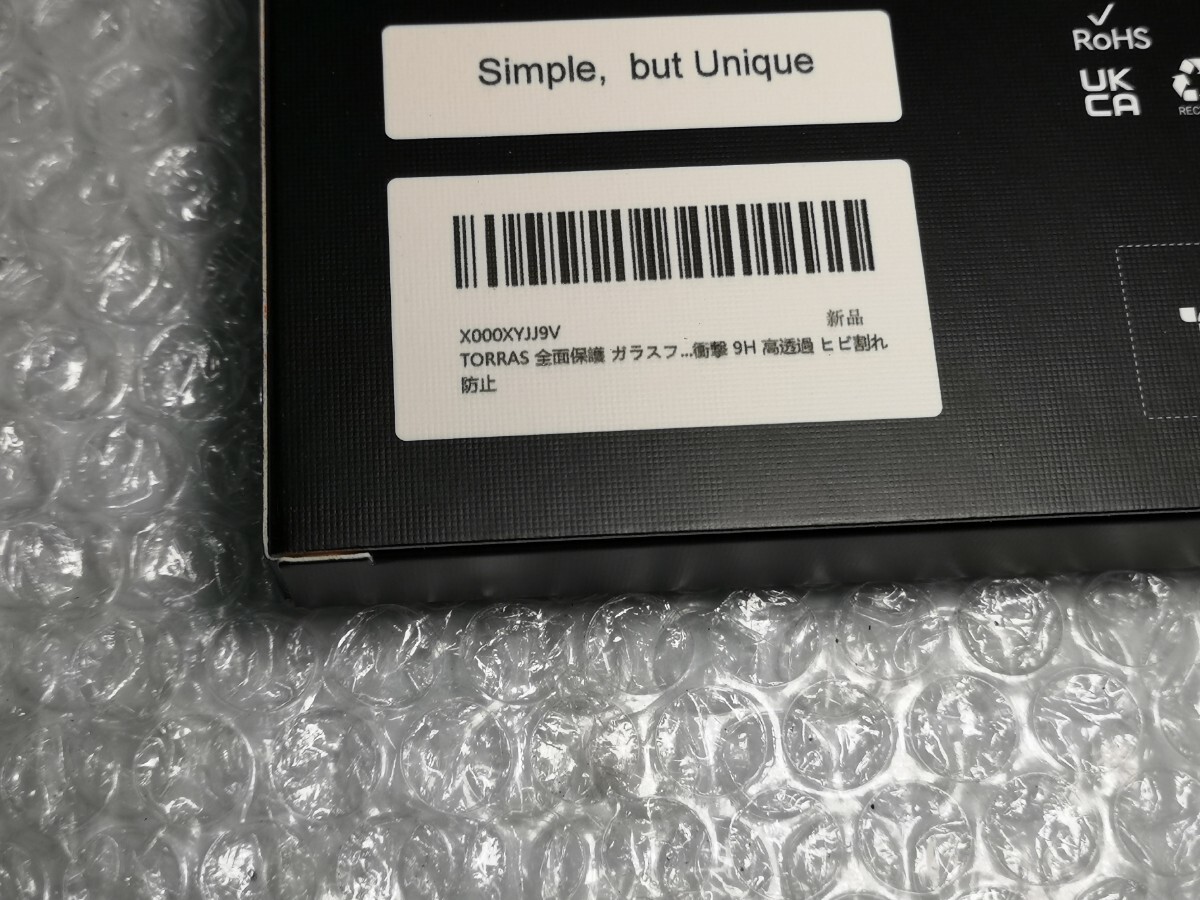 Simple, but Unique
RoHS
UK
CA
REC
X000XYJJ9V
新品
TORRAS 全面保護 ガラスフ...衝撃 9H 高透過 ヒビ割れ
防止